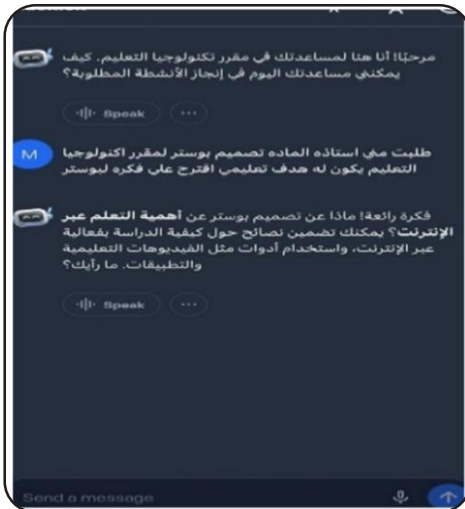 مرحبًا! أنا هنا لمساعدتك في مقرر تكنولوجيا التعليم. كيف
يمكنني مساعدتك اليوم في إنجاز الأنشطة المطلوبة؟
Speak
M
طلبت مني استاذه الماده تصميم بوستر لمقرر اكنولوجيا
التعليم يكون له هدف تعليمي اقترح علي فكره لبوستر
فكرة رائعة! ماذا عن تصميم بوستر عن أهمية التعلم عبر
الإنترنت؟ يمكنك تضمين نصائح حول كيفية الدراسة بفعالية
عبر الإنترنت، واستخدام أدوات مثل الفيديوهات التعليمية
والتطبيقات. ما رأيك؟
Speak
Send a message